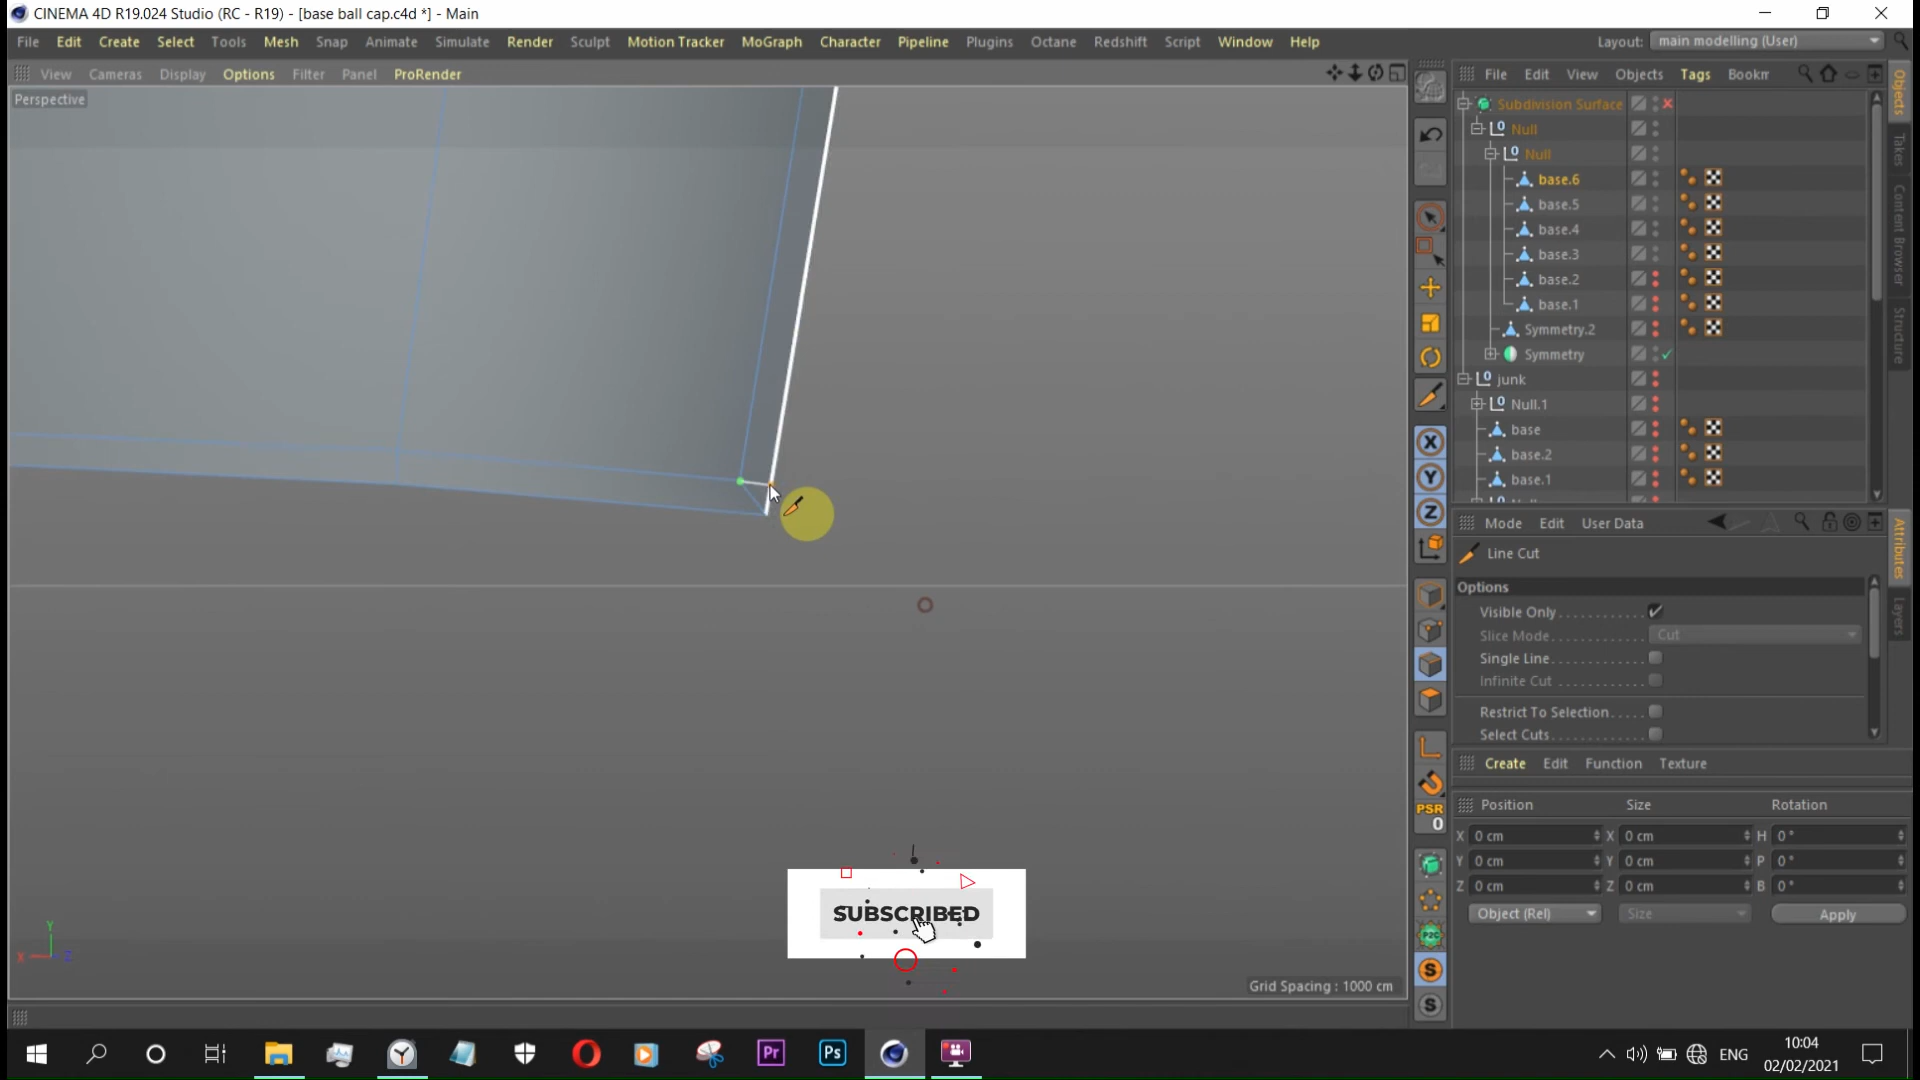 CINEMA 4D R19.024 Studio (RC - R19) - [base ball cap.c4d *] - Main
File Edit Create Select Tools Mesh Snap Animate Simulate Render Sculpt Motion Tracker MoGraph Character Pipeline Plugins Octane Redshift Script Window Help Layout: main modelling (User)
View Cameras Display Options Filter Panel ProRender
File Edit View Objects Tags Bookm
Perspective
Subdivision Surface
Null
Null
base.6
base.5
base.4
base.3
base.2
base.1
Symmetry.2
Symmetry
junk
Null.1
base
base.2
base.1
Objects
Takes
Content Browser
Structure
Mode Edit User Data
Line Cut
Options
Visible Only
Slice Mode Cut
Single Line
Infinite Cut
Restrict To Selection
Select Cuts
Attributes
Layers
Create Edit Function Texture
Position Size Rotation
X 0 cm X 0 cm H 0 °
Y 0 cm Y 0 cm P 0 °
Z 0 cm Z 0 cm B 0 °
Object (Rel) Size Apply
X
Y
Z
PSR
0
P2C
S
S
SUBSCRIBED
Y
X Z
Grid Spacing : 1000 cm
Pr
Ps
ENG
10:04
02/02/2021